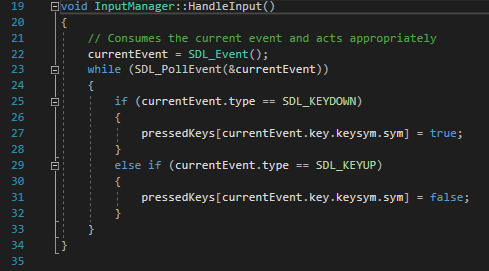 19 void InputManager::HandleInput()
20 {
21 // Consumes the current event and acts appropriately
22 currentEvent = SDL_Event();
23 while (SDL_PollEvent(&currentEvent))
24 {
25 if (currentEvent.type == SDL_KEYDOWN)
26 {
27 pressedKeys[currentEvent.key.keysym.sym] = true;
28 }
29 else if (currentEvent.type == SDL_KEYUP)
30 {
31 pressedKeys[currentEvent.key.keysym.sym] = false;
32 }
33 }
34 }
35